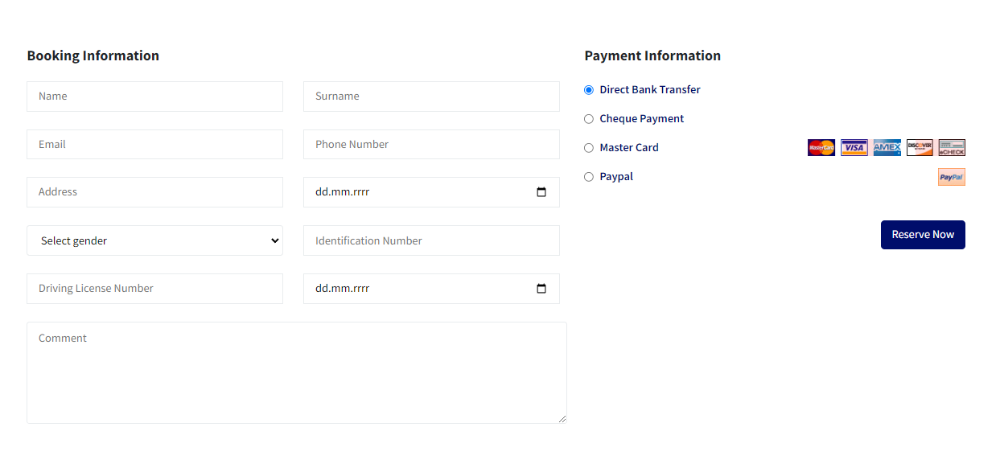 Booking Information
Name
Surname
Email
Phone Number
Address
dd.mm.rrrr
Select gender
Identification Number
Driving License Number
dd.mm.rrrr
Comment
Payment Information
Direct Bank Transfer
Cheque Payment
Master Card
MasterCard VISA AMEX DISCOVER eCHECK
Paypal
PayPal
Reserve Now